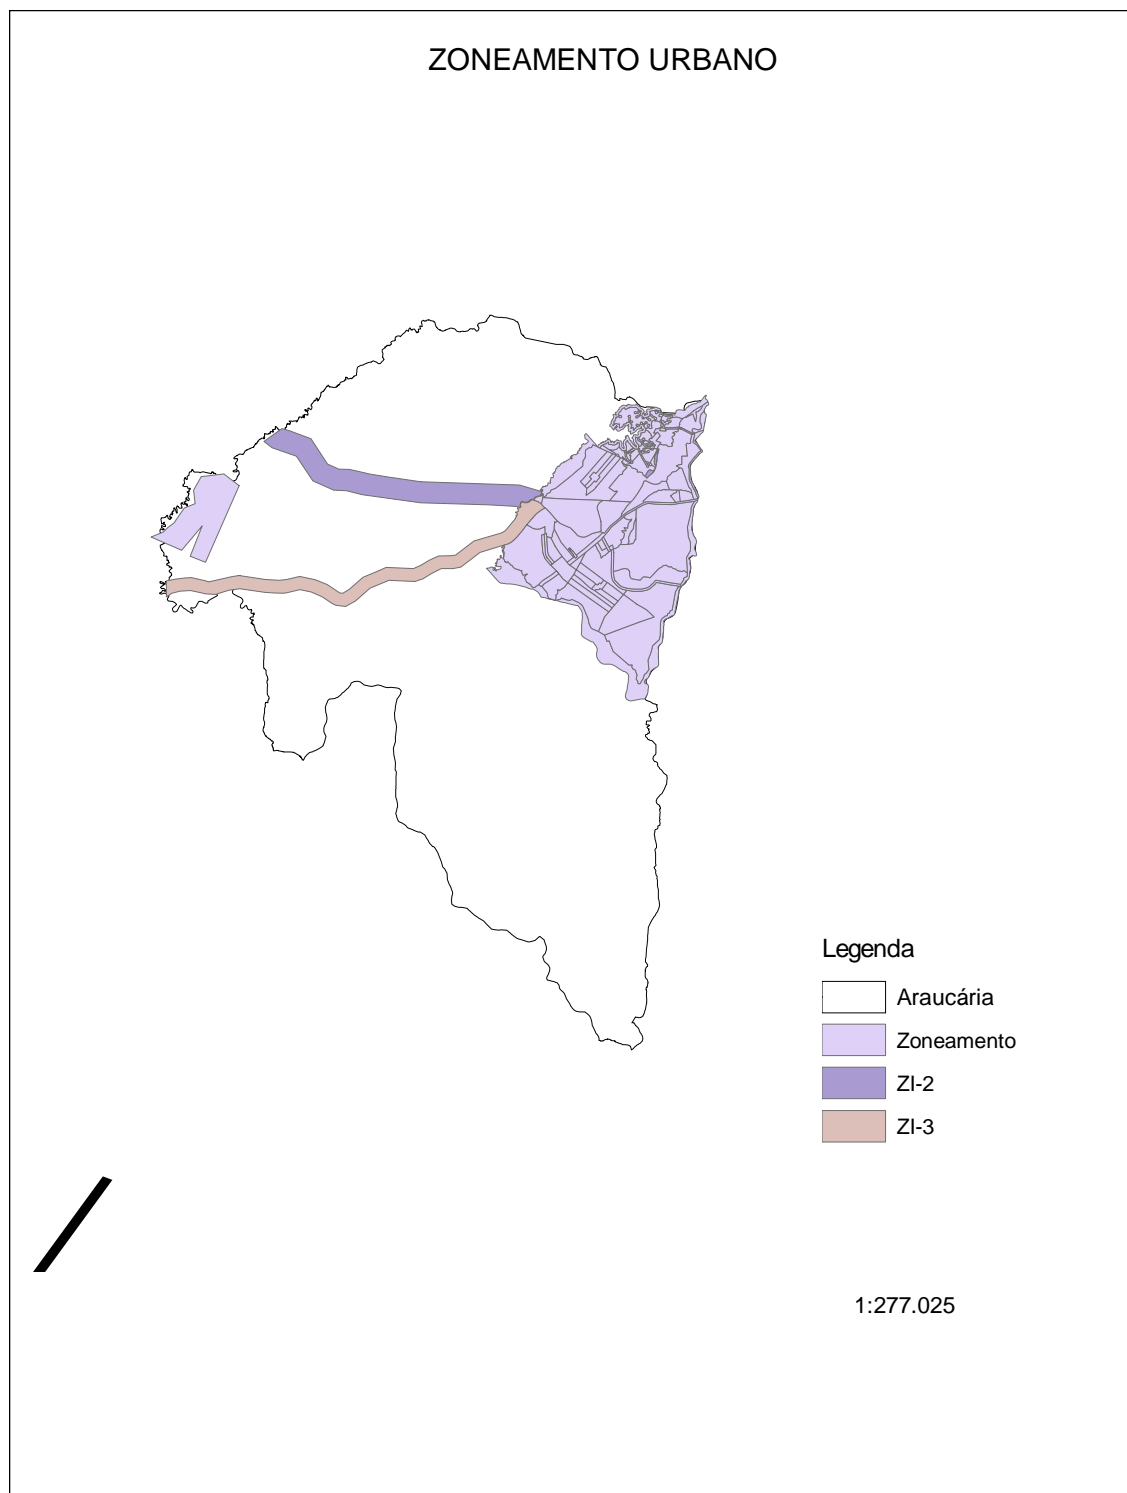 ZONEAMENTO URBANO
Legenda
Araucária
Zoneamento
ZI-2
ZI-3
1:277.025